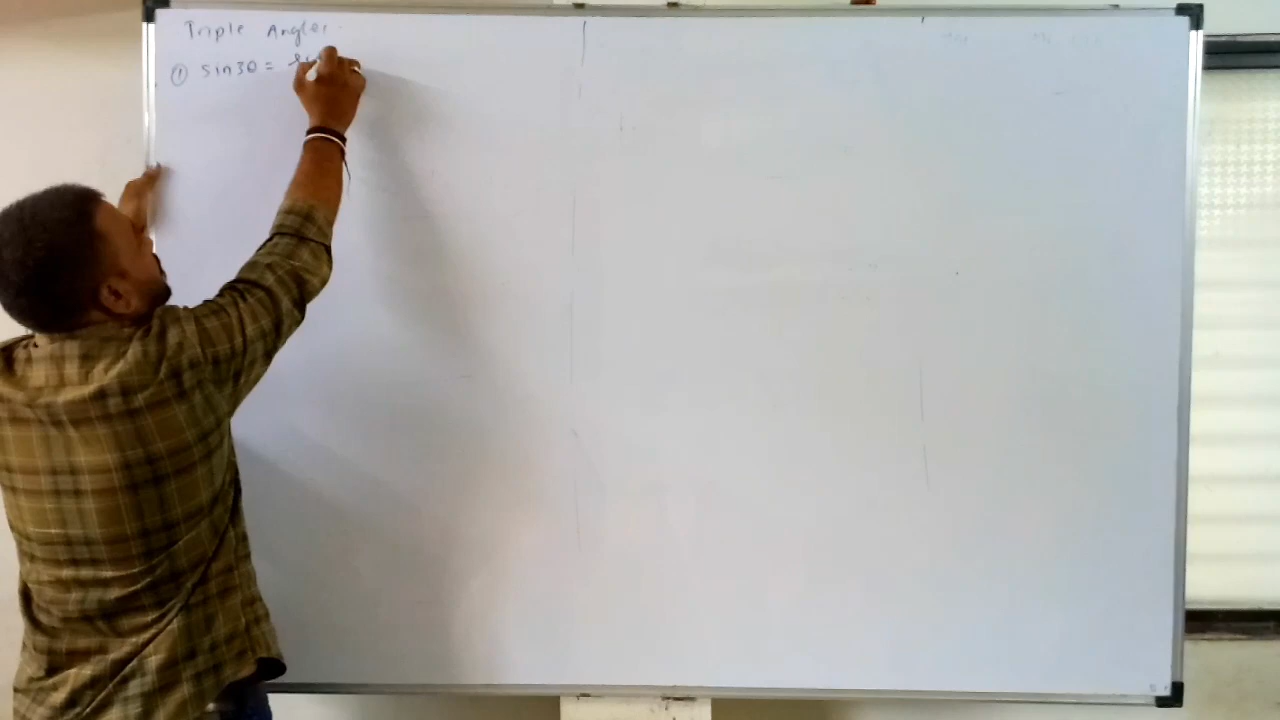 Triple Angles
① sin3θ =